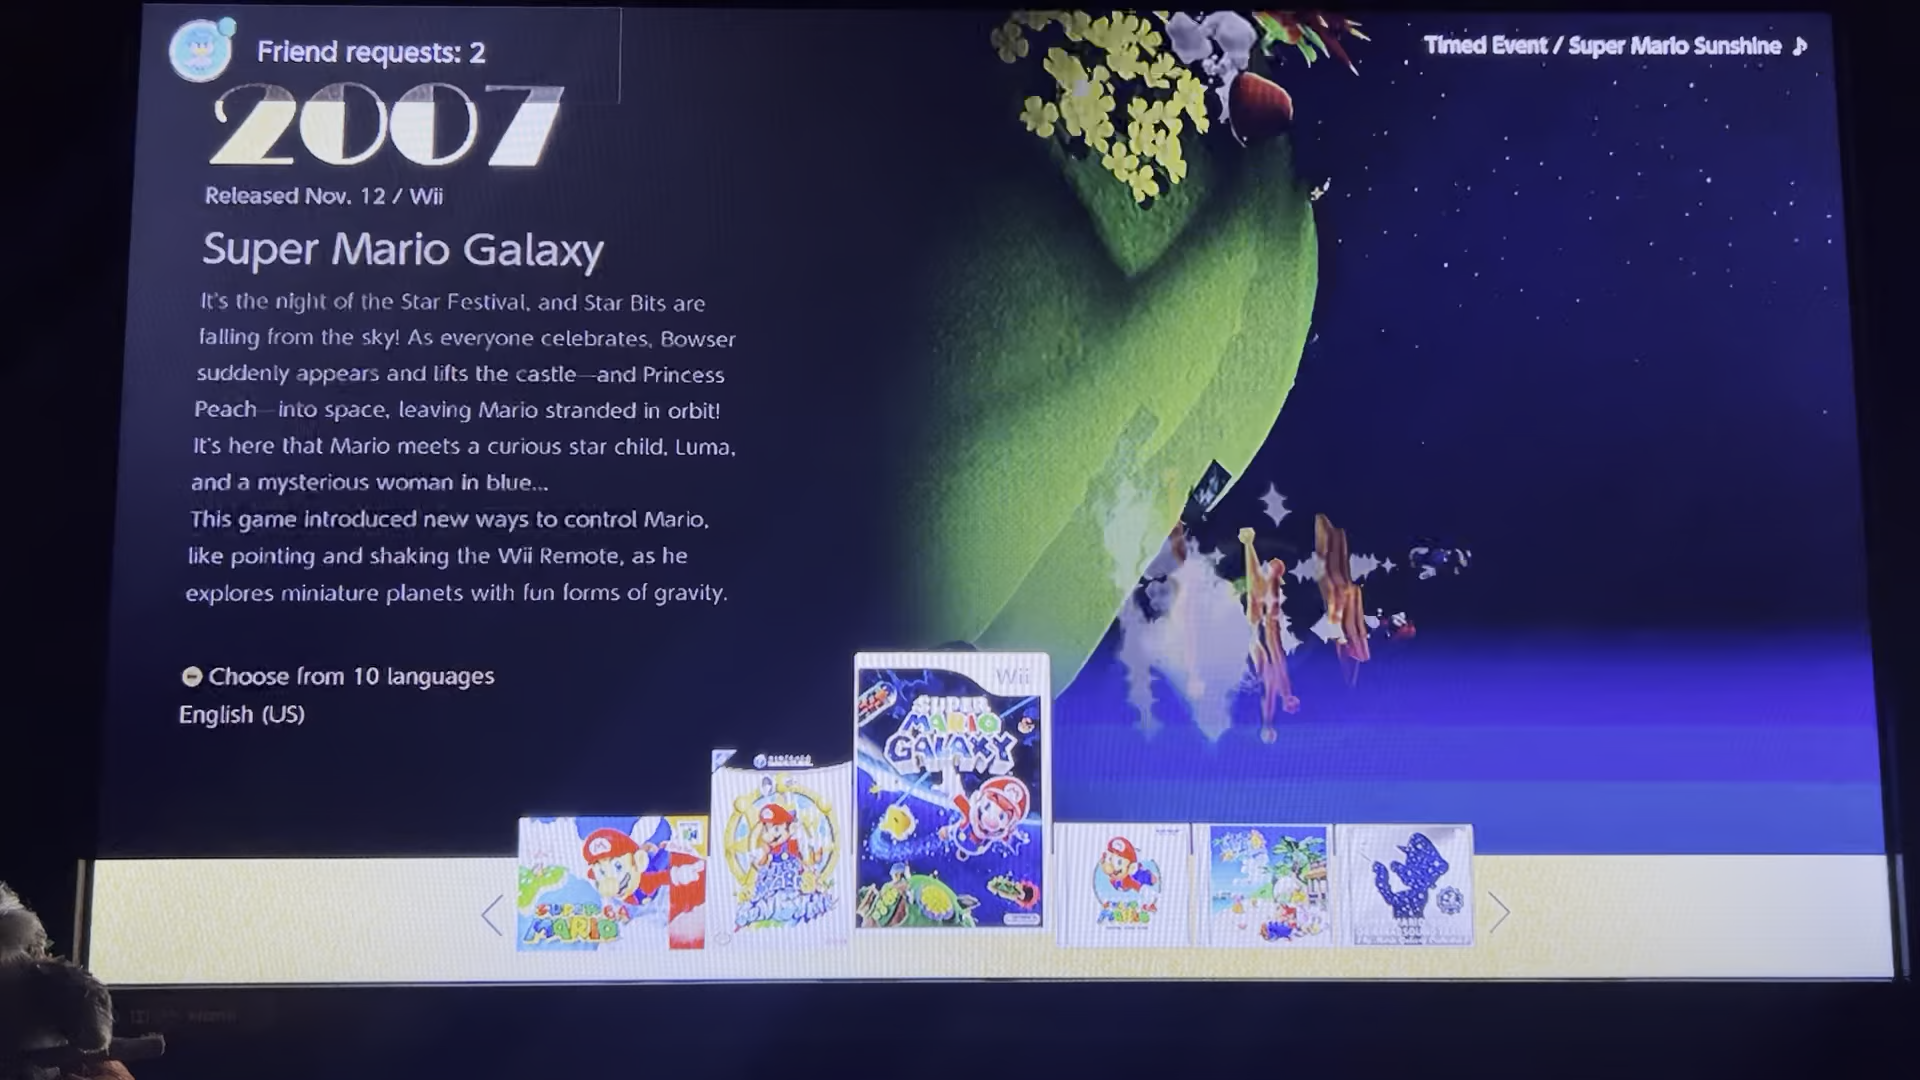 Friend requests: 2
Timed Event / Super Mario Sunshine ♪
2007
Released Nov. 12 / Wii
Super Mario Galaxy
It's the night of the Star Festival, and Star Bits are
falling from the sky! As everyone celebrates, Bowser
suddenly appears and lifts the castle—and Princess
Peach—into space, leaving Mario stranded in orbit!
It's here that Mario meets a curious star child, Luma,
and a mysterious woman in blue...
This game introduced new ways to control Mario,
like pointing and shaking the Wii Remote, as he
explores miniature planets with fun forms of gravity.
Choose from 10 languages
English (US)
Wii
SUPER
MARIO
GALAXY
SUPER
MARIO
64
SUNSHINE